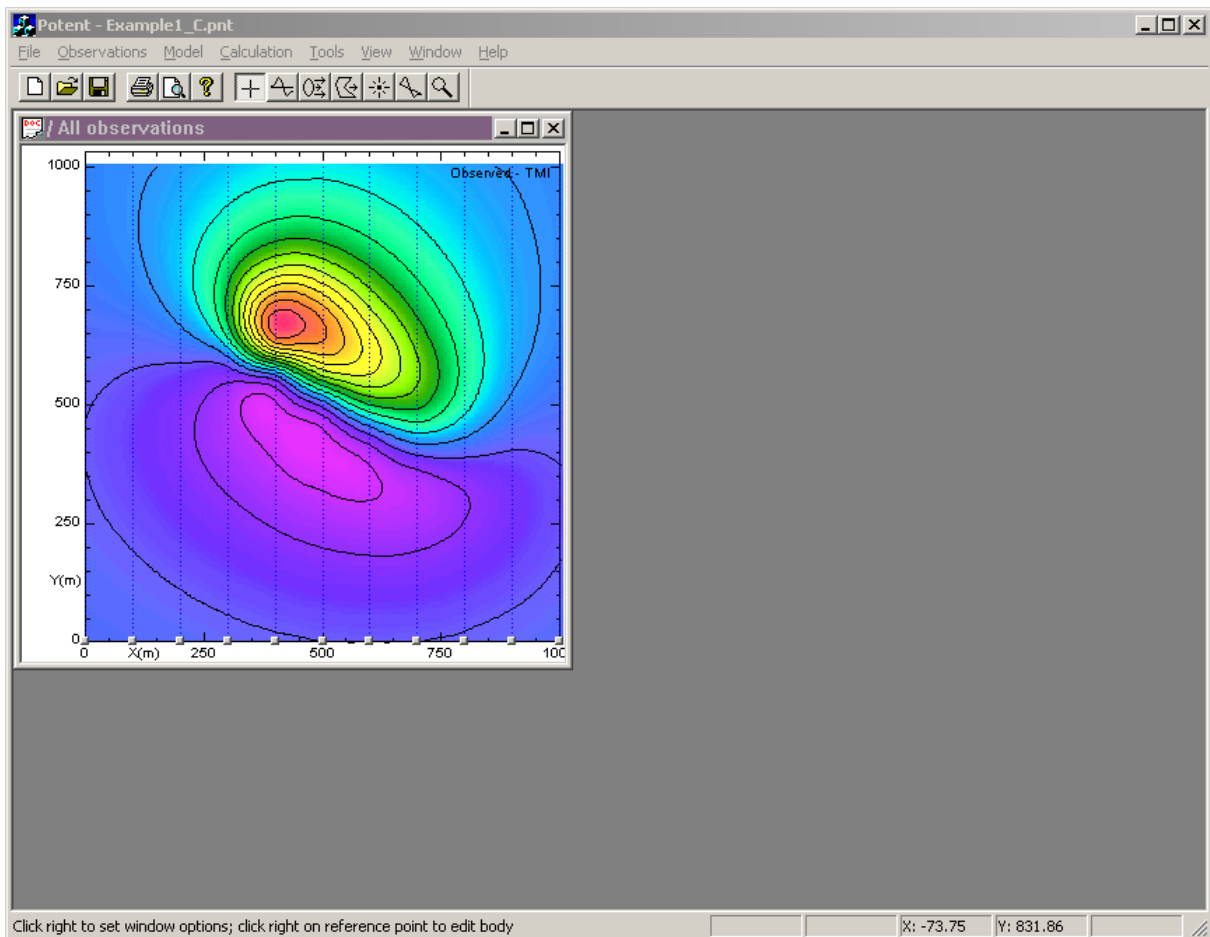 Potent - Example1_C.pnt
File Observations Model Calculation Tools View Window Help
DOC / All observations
Observed - TMI
1000
750
500
250
Y(m)
0
0 X(m) 250 500 750 100
Click right to set window options; click right on reference point to edit body
X: -73.75 Y: 831.86